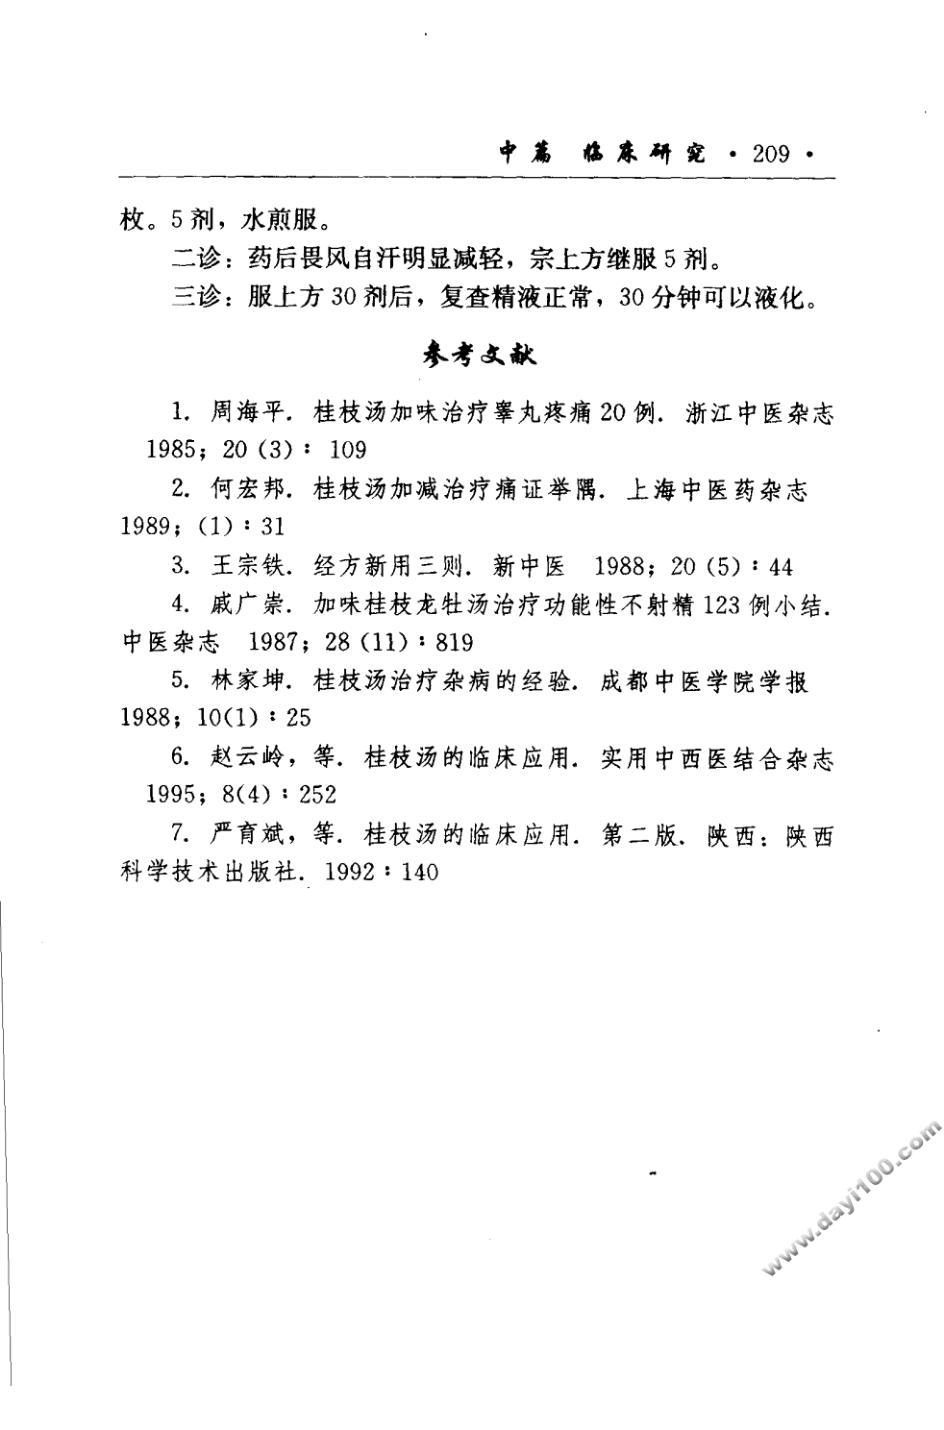 中篇 临床研究 · 209 ·
枚。5 剂，水煎服。
二诊：药后畏风自汗明显减轻，宗上方继服 5 剂。
三诊：服上方 30 剂后，复查精液正常，30 分钟可以液化。
参考文献
1. 周海平. 桂枝汤加味治疗睾丸疼痛 20 例. 浙江中医杂志
1985；20 (3)： 109
2. 何宏邦. 桂枝汤加减治疗痛证举隅. 上海中医药杂志
1989；(1)：31
3. 王宗铁. 经方新用三则. 新中医 1988；20 (5)：44
4. 戚广崇. 加味桂枝龙牡汤治疗功能性不射精 123 例小结.
中医杂志 1987；28 (11)：819
5. 林家坤. 桂枝汤治疗杂病的经验. 成都中医学院学报
1988；10(1)：25
6. 赵云岭，等. 桂枝汤的临床应用. 实用中西医结合杂志
1995；8(4)：252
7. 严育斌，等. 桂枝汤的临床应用. 第二版. 陕西：陕西
科学技术出版社. 1992：140
www.dayi100.com